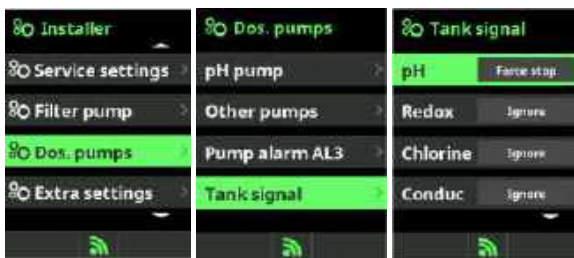 Installer
Service settings
Filter pump
Dos. pumps
Extra settings
Dos. pumps
pH pump
Other pumps
Pump alarm AL3
Tank signal
Tank signal
pH Force stop
Redox Ignore
Chlorine Ignore
Conduc Ignore